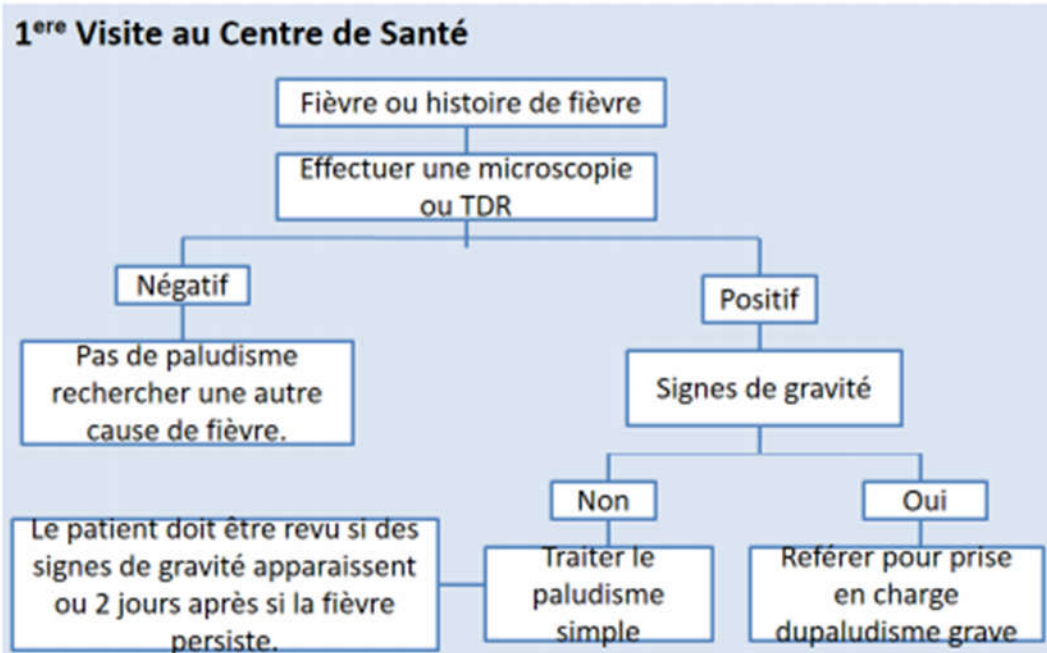 1ere Visite au Centre de Santé
Fièvre ou histoire de fièvre
Effectuer une microscopie
ou TDR
Négatif
Positif
Pas de paludisme
rechercher une autre
cause de fièvre.
Signes de gravité
Non
Oui
Le patient doit être revu si des
signes de gravité apparaissent
ou 2 jours après si la fièvre
persiste.
Traiter le
paludisme
simple
Reférer pour prise
en charge
dupaludisme grave